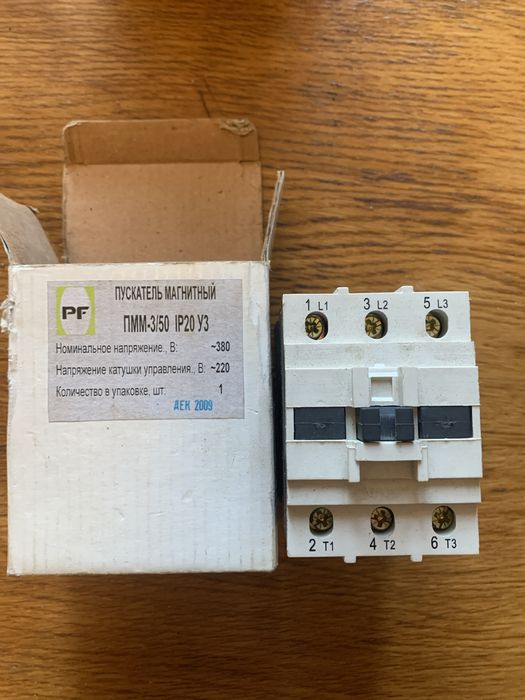 PF
ПУСКАТЕЛЬ МАГНИТНЫЙ
ПММ-3/50 IP20 У3
Номинальное напряжение., В: ~380
Напряжение катушки управления., В: ~220
Количество в упаковке, шт. 1
ДЕК 2009
1 L1 3 L2 5 L3
2 T1 4 T2 6 T3